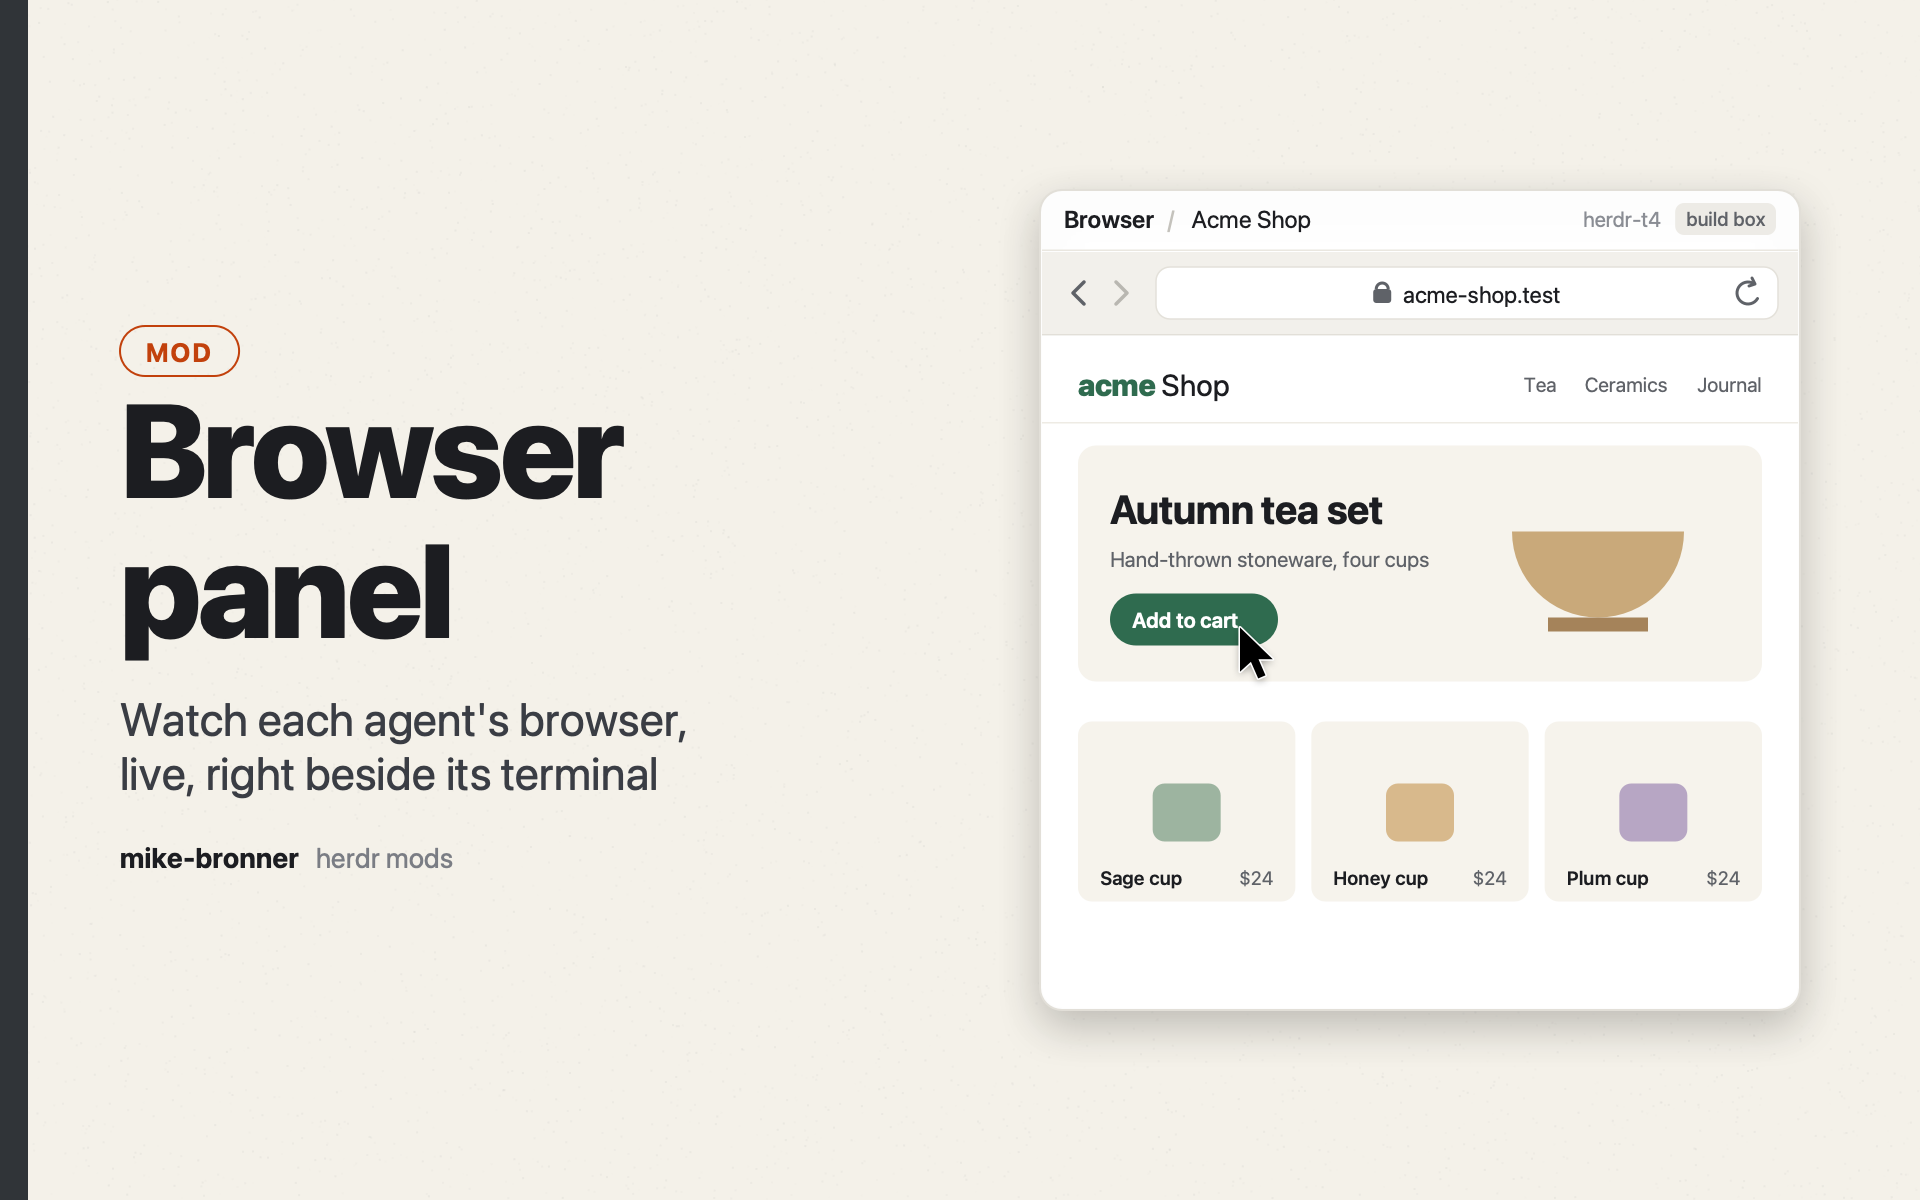 MOD
Browser
panel
Watch each agent's browser,
live, right beside its terminal
mike-bronner herdr mods
Browser / Acme Shop herdr-t4 build box
acme-shop.test
acme Shop Tea Ceramics Journal
Autumn tea set
Hand-thrown stoneware, four cups
Add to cart
Sage cup $24 Honey cup $24 Plum cup $24